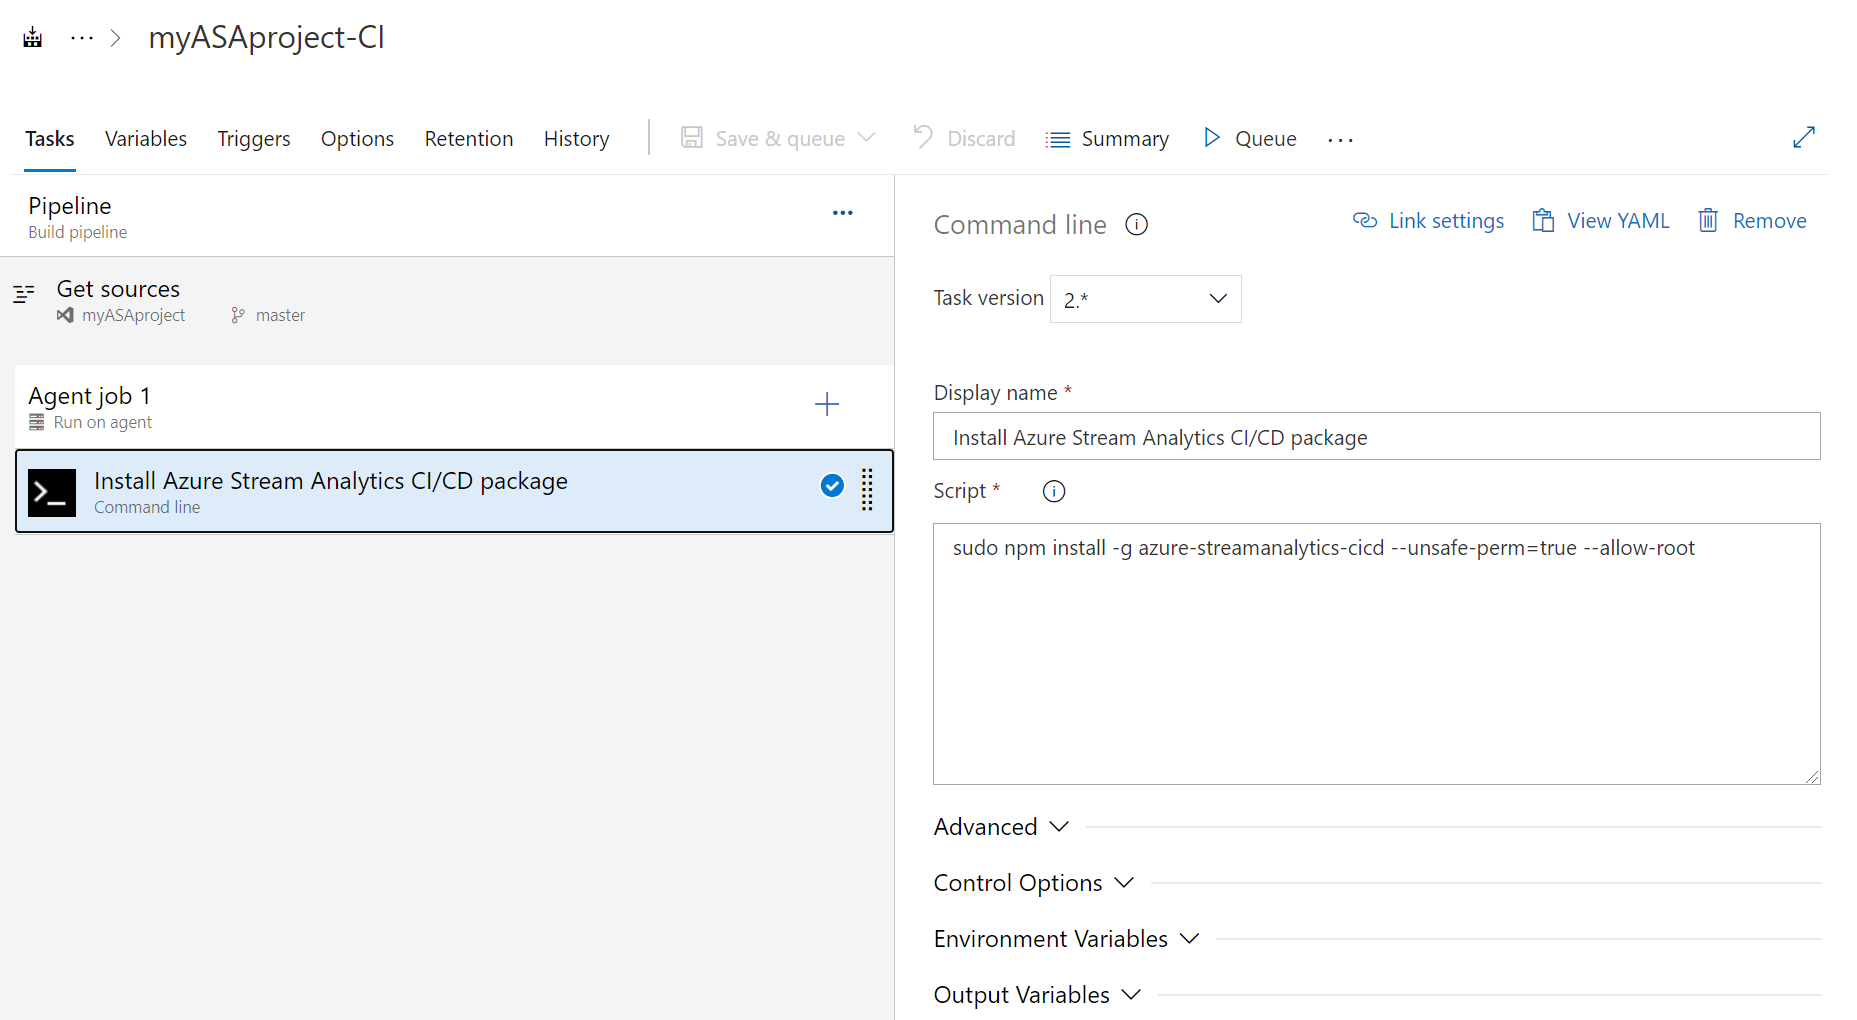 myASAproject-CI
Tasks Variables Triggers Options Retention History Save & queue Discard Summary Queue
Pipeline
Build pipeline
Get sources
myASAproject master
Agent job 1
Run on agent
Install Azure Stream Analytics CI/CD package
Command line
Command line Link settings View YAML Remove
Task version 2.*
Display name *
Install Azure Stream Analytics CI/CD package
Script *
sudo npm install -g azure-streamanalytics-cicd --unsafe-perm=true --allow-root
Advanced
Control Options
Environment Variables
Output Variables